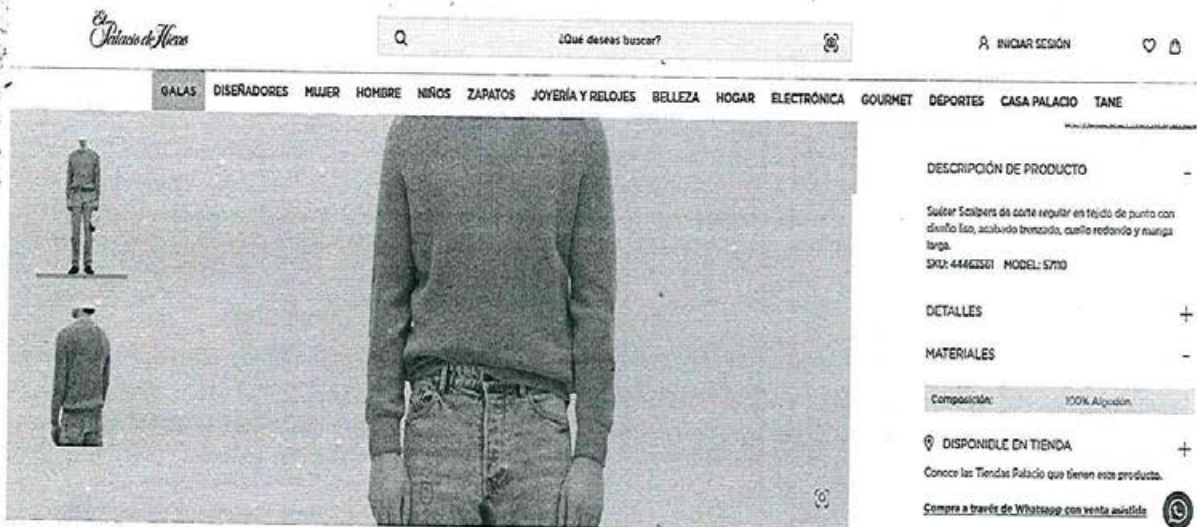 El
Palacio de Hierro
¿Qué deseas buscar?
INICIAR SESIÓN
GALAS DISEÑADORES MUJER HOMBRE NIÑOS ZAPATOS JOYERÍA Y RELOJES BELLEZA HOGAR ELECTRÓNICA GOURMET DEPORTES CASA PALACIO TANE
DESCRIPCIÓN DE PRODUCTO
Suéter Scalpers de corte regular en tejido de punto con
diseño liso, acabado trenzado, cuello redondo y manga
larga.
SKU: 44463561 MODEL: 57110
DETALLES
MATERIALES
Composición: 100% Algodón.
DISPONIBLE EN TIENDA
Conoce las Tiendas Palacio que tienen este producto.
Compra a través de Whatsapp con venta asistida